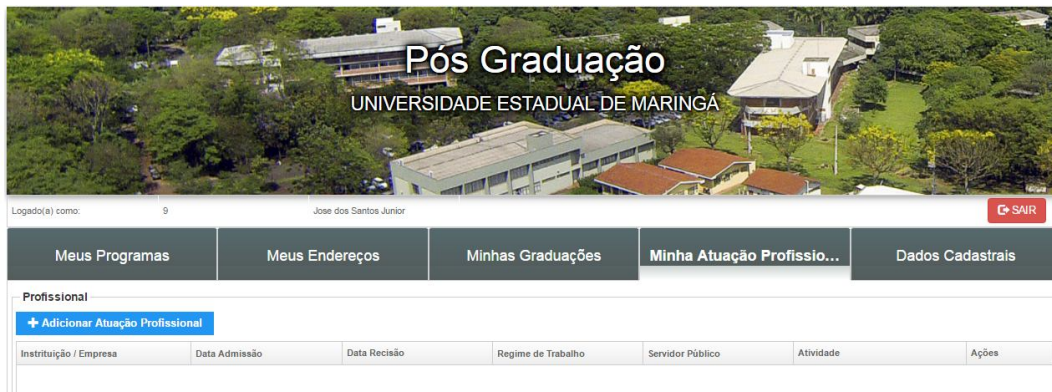 Pós Graduação
UNIVERSIDADE ESTADUAL DE MARINGÁ
Logado(a) como: 9 Jose dos Santos Junior SAIR
Meus Programas Meus Endereços Minhas Graduações Minha Atuação Profissio... Dados Cadastrais
Profissional
+ Adicionar Atuação Profissional
Instrituição / Empresa Data Admissão Data Recisão Regime de Trabalho Servidor Público Atividade Ações